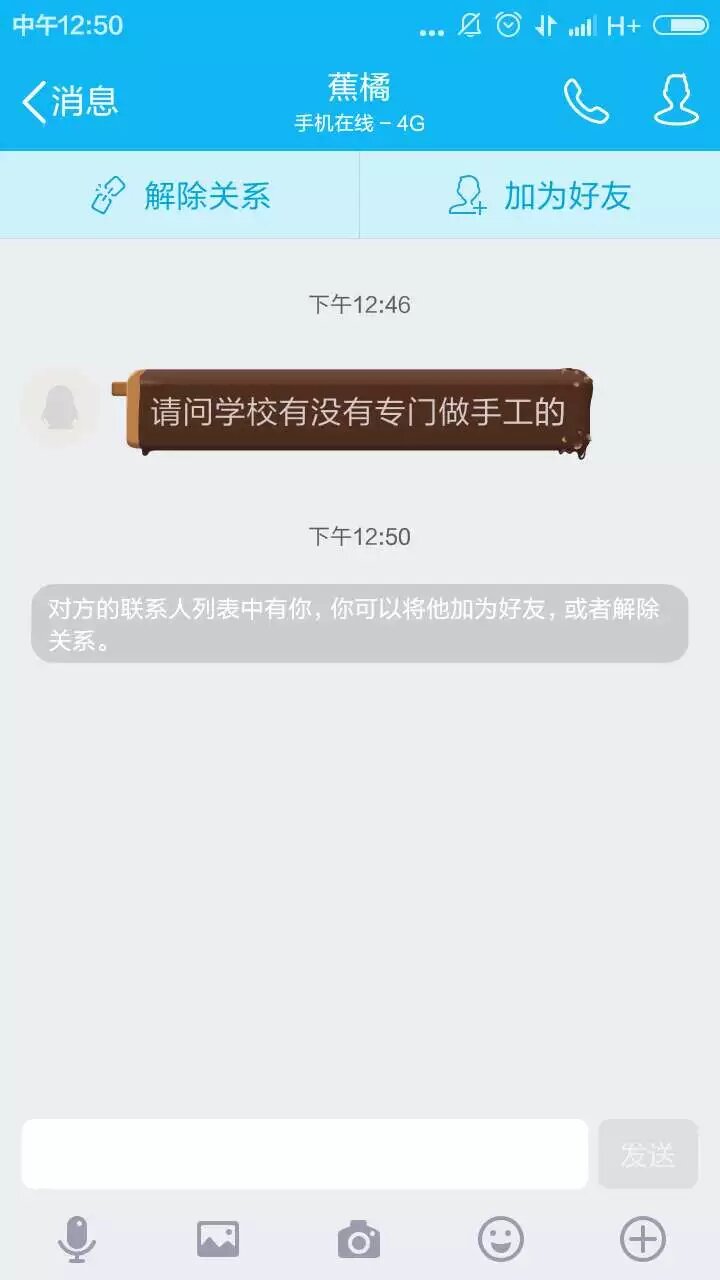 中午12:50
... H+
消息
蕉橘
手机在线－4G
解除关系
加为好友
下午12:46
请问学校有没有专门做手工的
下午12:50
对方的联系人列表中有你，你可以将他加为好友，或者解除
关系。
发送